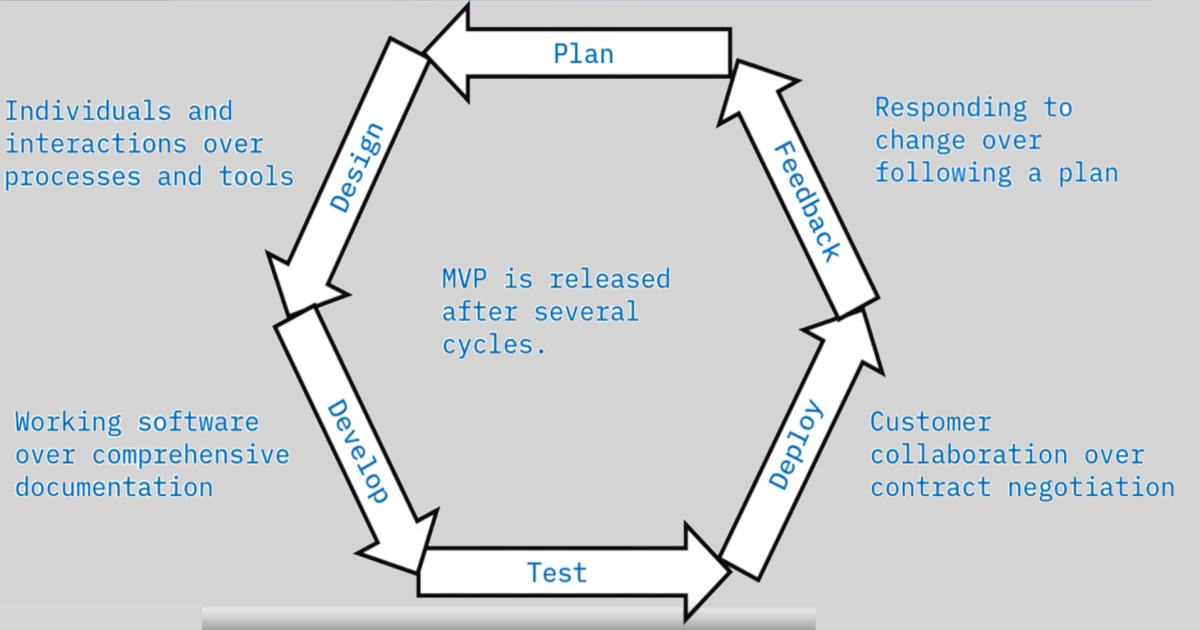 Plan
Individuals and
interactions over
processes and tools
Design
Feedback
Responding to
change over
following a plan
MVP is released
after several
cycles.
Working software
over comprehensive
documentation
Develop
Deploy
Customer
collaboration over
contract negotiation
Test